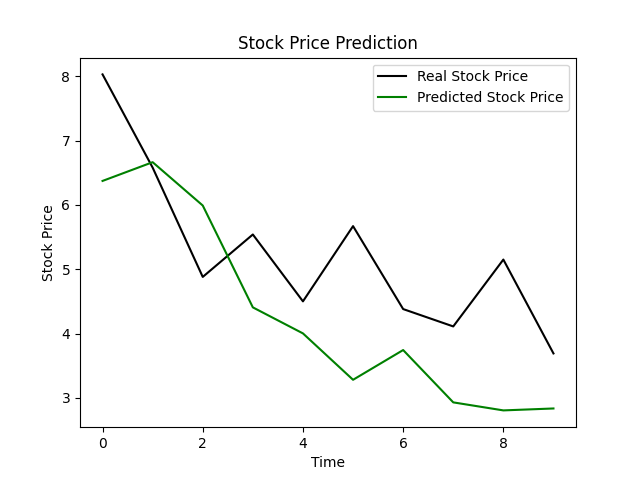 Stock Price Prediction
Real Stock Price
Predicted Stock Price
Stock Price
8
7
6
5
4
3
0 2 4 6 8
Time